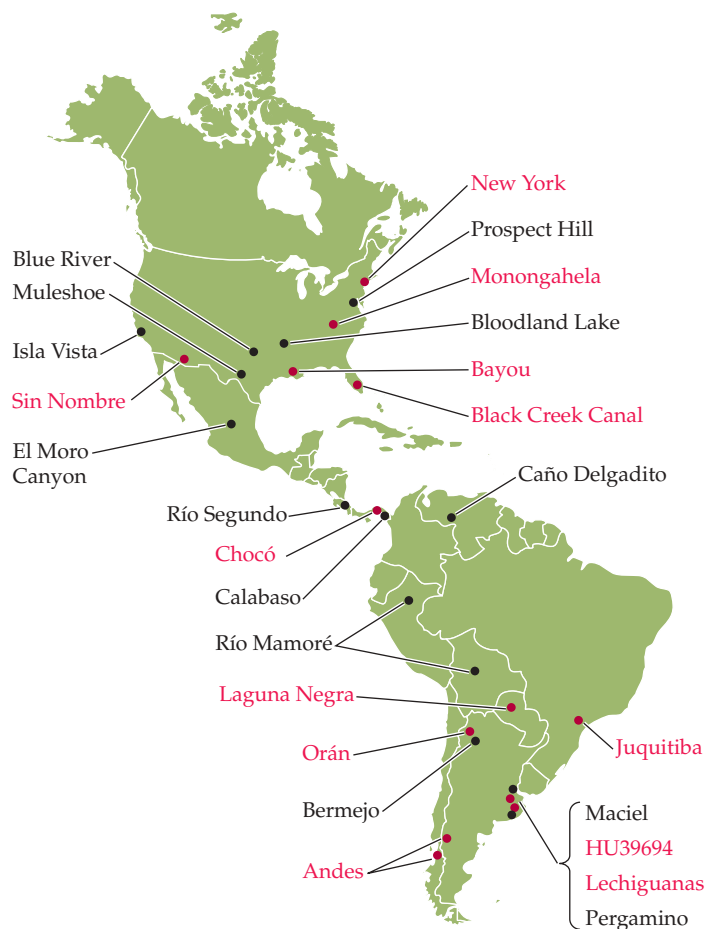 New York
Prospect Hill
Blue River
Monongahela
Muleshoe
Bloodland Lake
Isla Vista
Bayou
Sin Nombre
Black Creek Canal
El Moro
Canyon
Caño Delgadito
Río Segundo
Chocó
Calabaso
Río Mamoré
Laguna Negra
Orán
Juquitiba
Bermejo
Maciel
HU39694
Andes
Lechiguanas
Pergamino